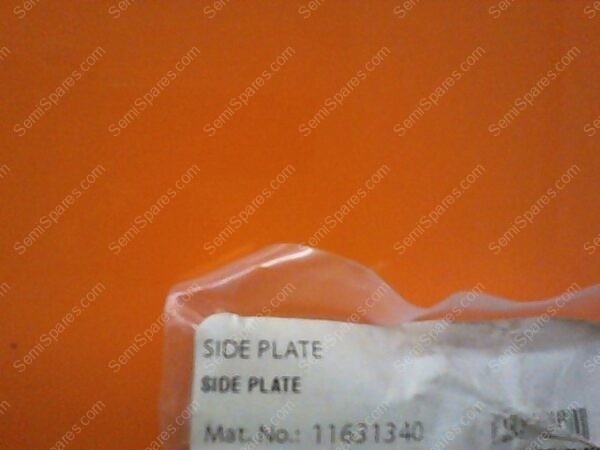 SIDE PLATE
SIDE PLATE
Mat.No.: 11631340
SemiSpares.com